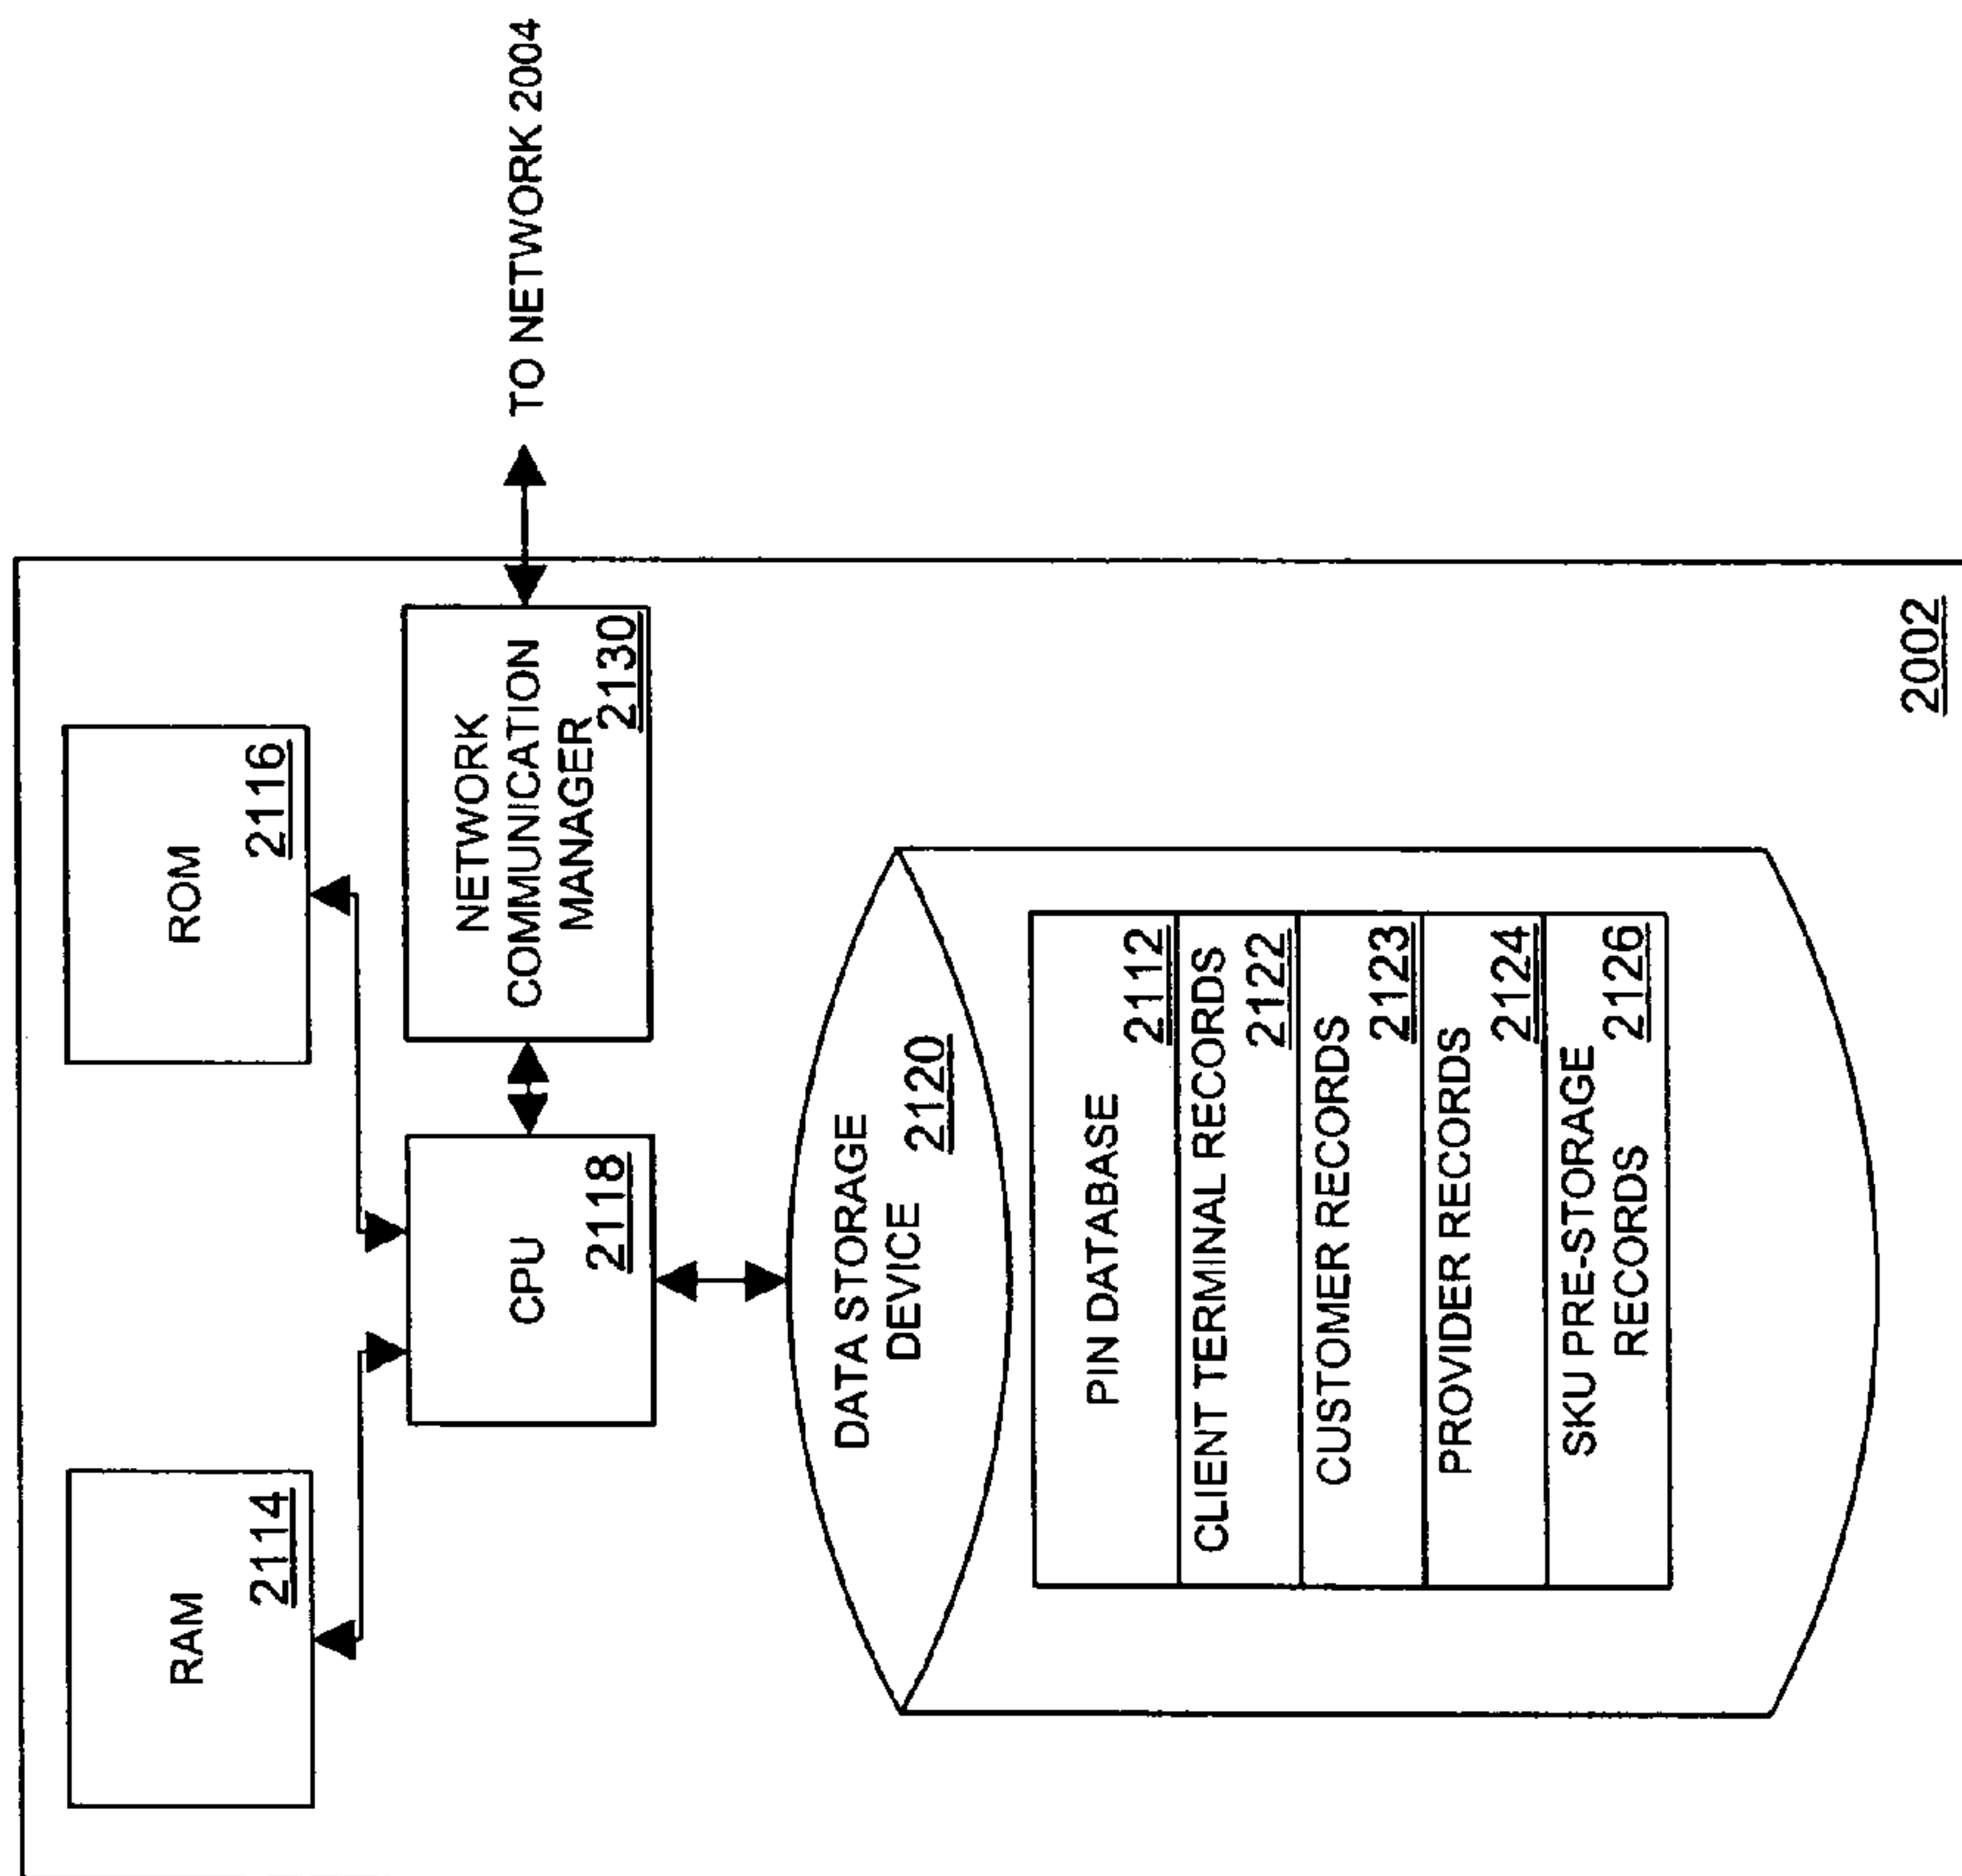 RAM
2114
ROM
2116
CPU
2118
NETWORK
COMMUNICATION
MANAGER
2130
TO NETWORK 2004
DATA STORAGE
DEVICE
2120
PIN DATABASE
2112
CLIENT TERMINAL RECORDS
2122
CUSTOMER RECORDS
2123
PROVIDER RECORDS
2124
SKU PRE-STORAGE
RECORDS
2126
2002